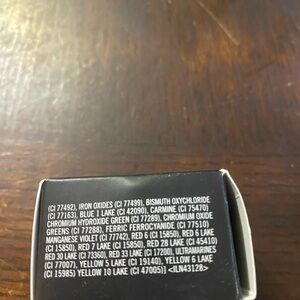 (CI 77492), IRON OXIDES (CI 77499), BISMUTH OXYCHLORIDE
(CI 77163), BLUE 1 LAKE (CI 42090), CARMINE (CI 75470)
CHROMIUM HYDROXIDE GREEN (CI 77289), CHROMIUM OXIDE
GREENS (CI 77288), FERRIC FERROCYANIDE (CI 77510)
MANGANESE VIOLET (CI 77742), RED 6 (CI 15850), RED 6 LAKE
(CI 15850), RED 7 LAKE (CI 15850), RED 28 LAKE (CI 45410)
RED 30 LAKE (CI 73360), RED 33 LAKE (CI 17200), ULTRAMARINES
(CI 77007), YELLOW 5 LAKE (CI 19140), YELLOW 6 LAKE
(CI 15985) YELLOW 10 LAKE (CI 47005)] <ILN43128>